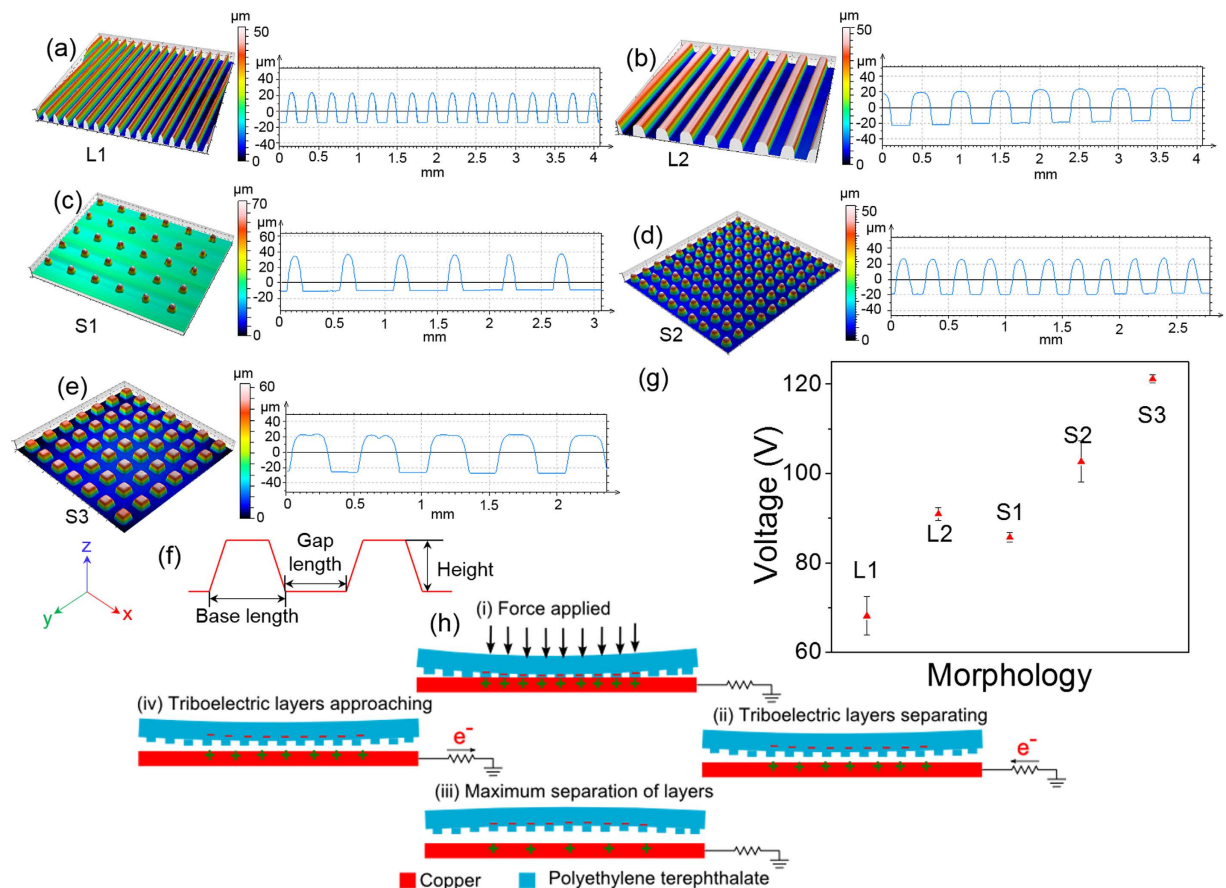 (a)
µm
50
0
L1
µm
40
20
0
-20
-40
0 0.5 1 1.5 2 2.5 3 3.5 4
mm
(b)
µm
50
0
L2
µm
40
20
0
-20
-40
0 0.5 1 1.5 2 2.5 3 3.5 4
mm
(c)
µm
70
0
S1
µm
60
40
20
0
-20
0 0.5 1 1.5 2 2.5 3
mm
(d)
µm
50
0
S2
µm
40
20
0
-20
-40
0 0.5 1 1.5 2 2.5
mm
(e)
µm
60
0
S3
µm
40
20
0
-20
-40
0 0.5 1 1.5 2
mm
z
y
x
(f)
Gap
length
Height
Base length
(g)
Voltage (V)
120
100
80
60
L1
L2
S1
S2
S3
Morphology
(h)
(i) Force applied
(iv) Triboelectric layers approaching
e-
(ii) Triboelectric layers separating
e-
(iii) Maximum separation of layers
Copper
Polyethylene terephthalate